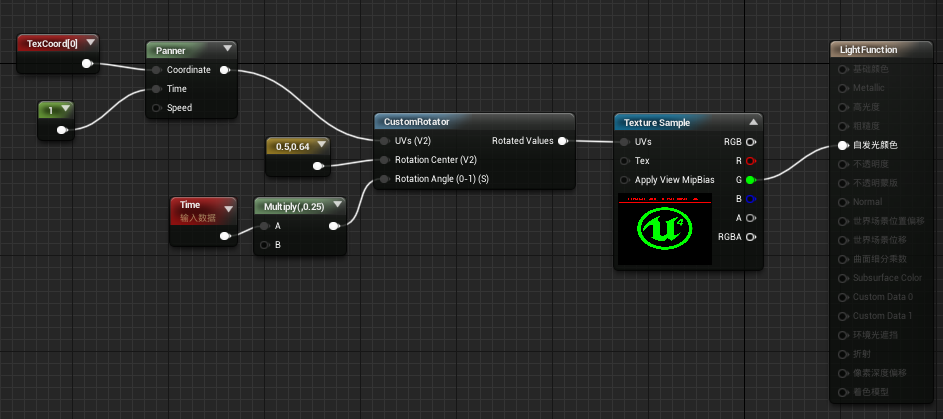 TexCoord[0]
Panner
Coordinate
Time
Speed
1
0.5,0.64
Time
输入数据
Multiply(,0.25)
A
B
CustomRotator
UVs (V2)
Rotated Values
Rotation Center (V2)
Rotation Angle (0-1) (S)
Texture Sample
UVs
RGB
Tex
R
Apply View MipBias
G
B
A
RGBA
4
LightFunction
基础颜色
Metallic
高光度
粗糙度
自发光颜色
不透明度
不透明蒙版
Normal
世界场景位置偏移
世界场景位移
曲面细分乘数
Subsurface Color
Custom Data 0
Custom Data 1
环境光遮挡
折射
像素深度偏移
着色模型